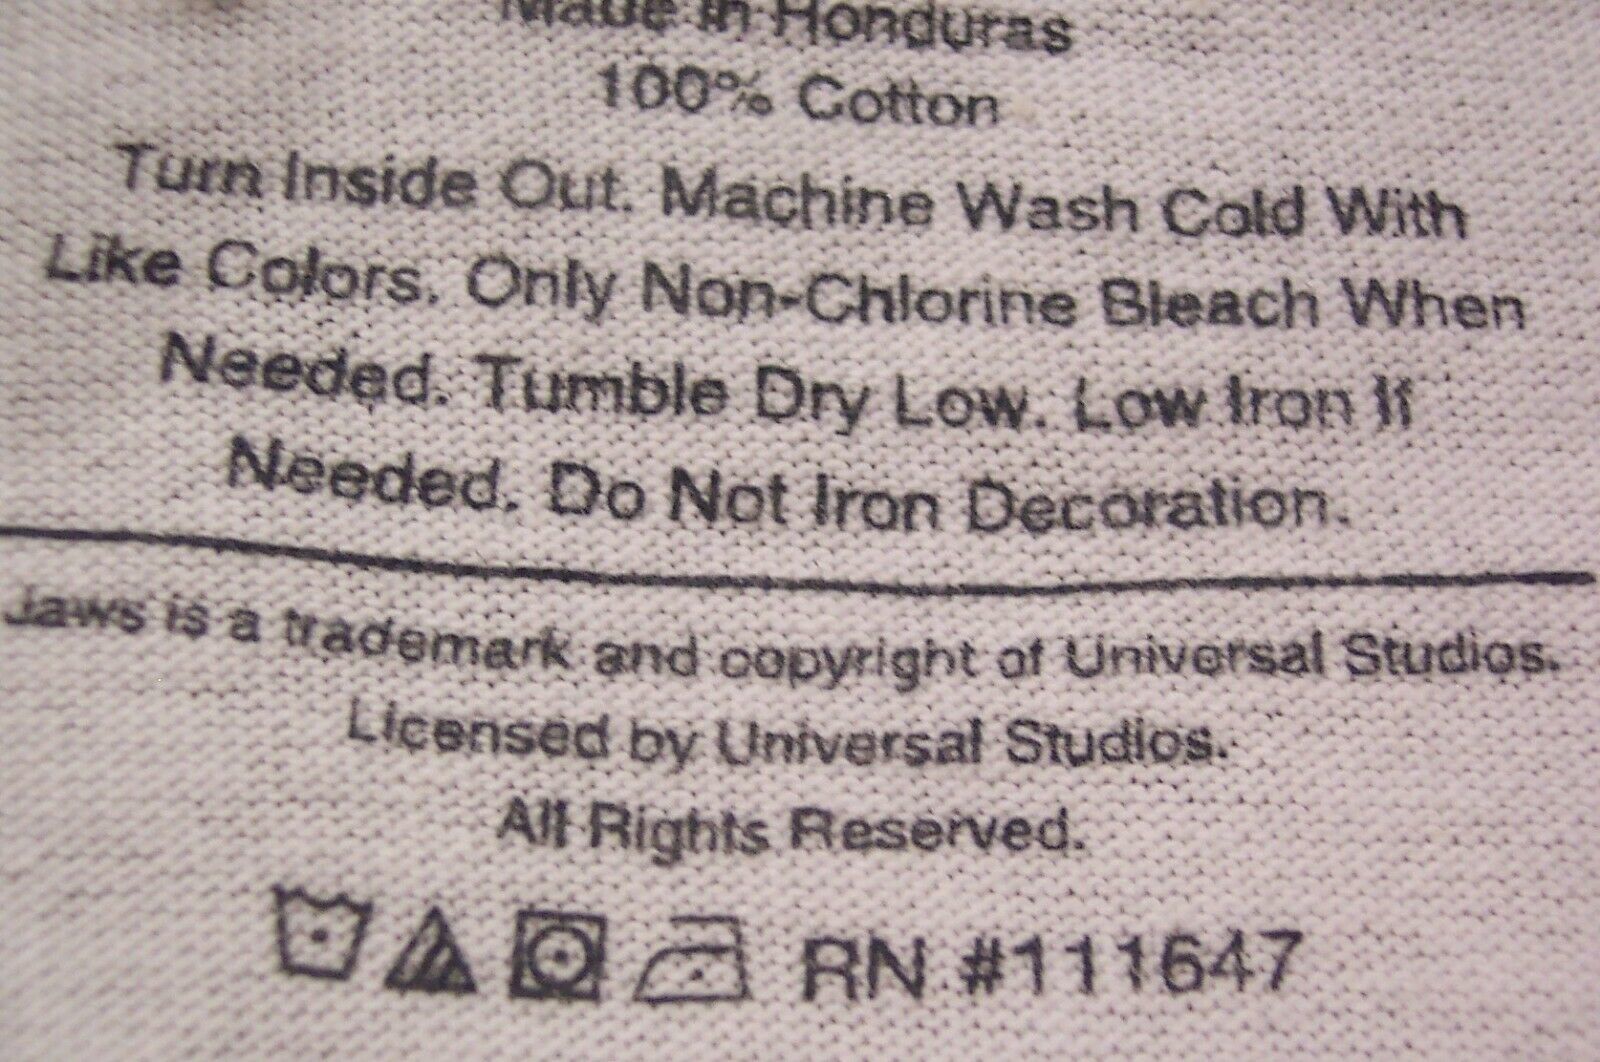 Made in Honduras
100% Cotton
Turn Inside Out. Machine Wash Cold With
Like Colors. Only Non-Chlorine Bleach When
Needed. Tumble Dry Low. Low Iron If
Needed. Do Not Iron Decoration.
Jaws is a trademark and copyright of Universal Studios.
Licensed by Universal Studios.
All Rights Reserved.
RN #111647